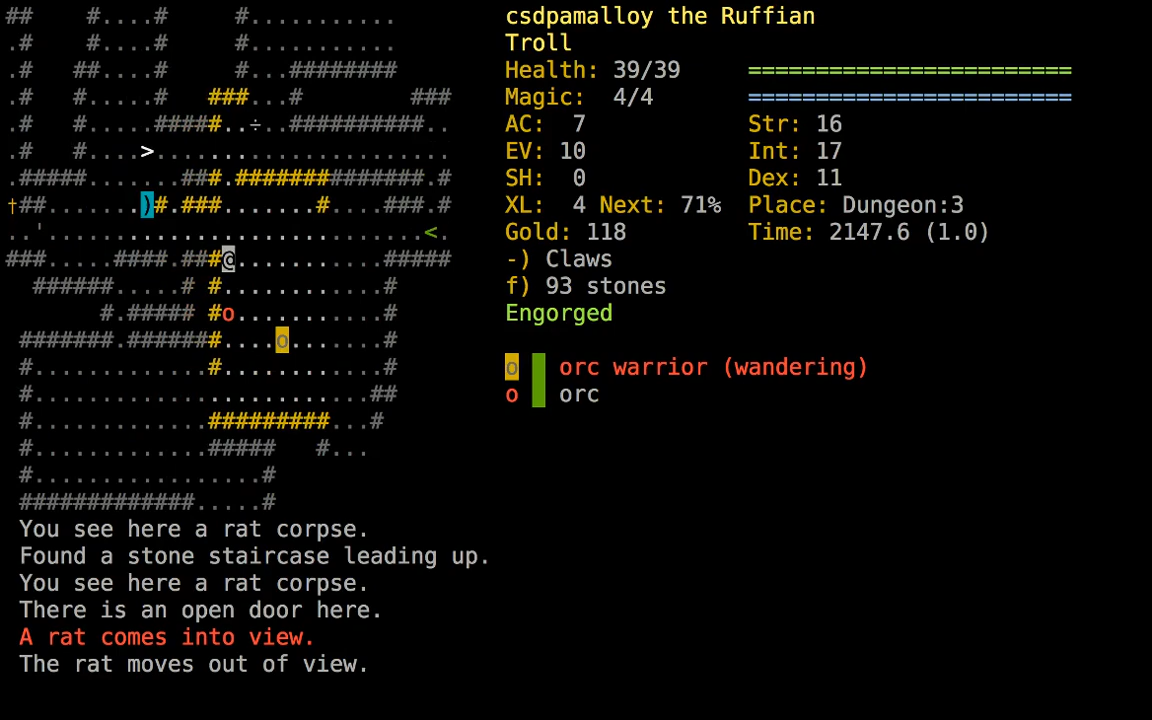 ##   #....#     #...........
.#    #....#     #...........
.#   ##....#     #...########
.#   #.....#   ###...#        ###
.#   #.....#####..÷..##########..
.#   #....>......................
.#####.......##.#######/#######.#
†##.......)#.###.......#....###.#
..'............................<.
###.....####.##@...........#####
######.....# #............#
#.##### #o...........#
#######.#######....o.......#
#.............#............#
#.........................##
#.............#########...#
#.............#####   #...
#.................#
#############.....#
You see here a rat corpse.
Found a stone staircase leading up.
You see here a rat corpse.
There is an open door here.
A rat comes into view.
The rat moves out of view.
csdpamalloy the Ruffian
Troll
Health: 39/39 ========================
Magic:  4/4 ========================
AC:  7 Str: 16
EV: 10 Int: 17
SH:  0 Dex: 11
XL:  4 Next: 71% Place: Dungeon:3
Gold: 118 Time: 2147.6 (1.0)
-) Claws
f) 93 stones
Engorged
o orc warrior (wandering)
o orc